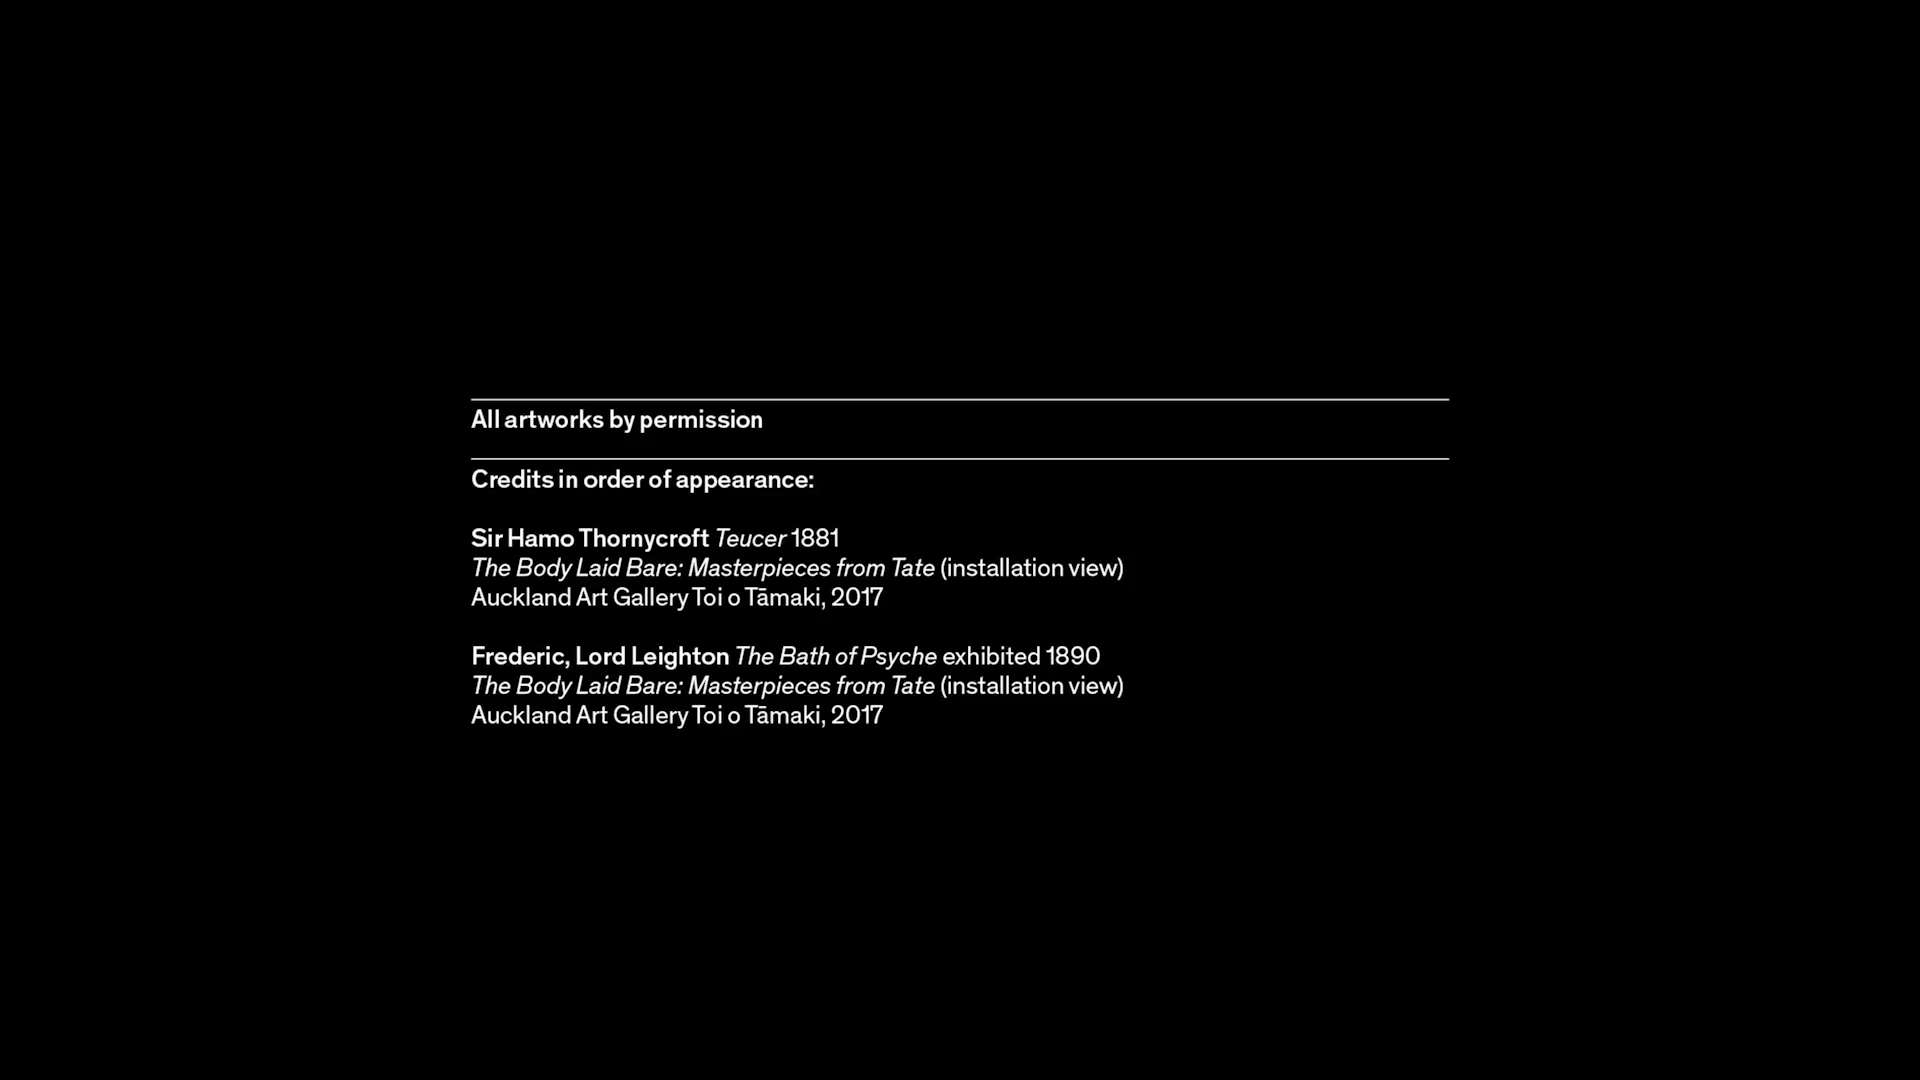 All artworks by permission
Credits in order of appearance:
Sir Hamo Thornycroft Teucer 1881
The Body Laid Bare: Masterpieces from Tate (installation view)
Auckland Art Gallery Toi o Tāmaki, 2017
Frederic, Lord Leighton The Bath of Psyche exhibited 1890
The Body Laid Bare: Masterpieces from Tate (installation view)
Auckland Art Gallery Toi o Tāmaki, 2017